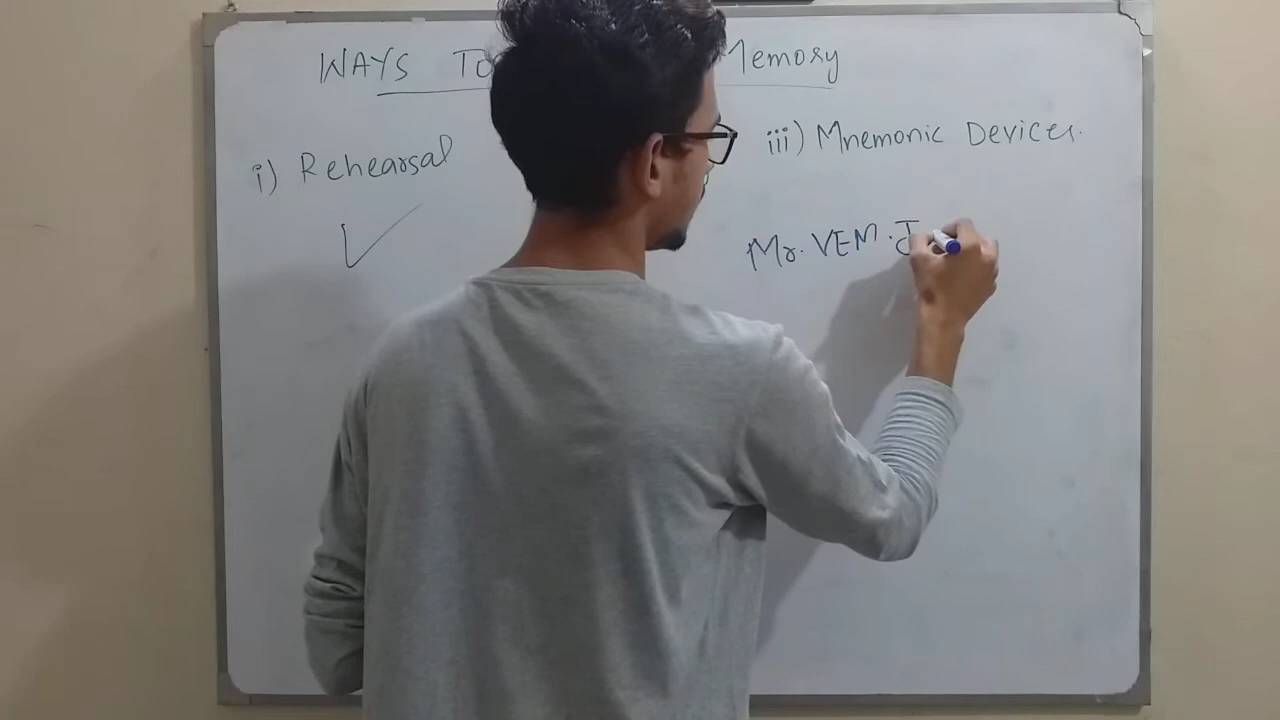 WAYS To Memory
i) Rehearsal
iii) Mnemonic Devices.
Mr. VEM. J